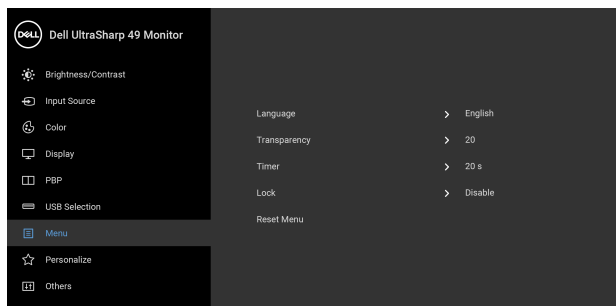 DELL Dell UltraSharp 49 Monitor
Brightness/Contrast
Input Source
Color
Display
PBP
USB Selection
Menu
Personalize
Others
Language > English
Transparency > 20
Timer > 20 s
Lock > Disable
Reset Menu